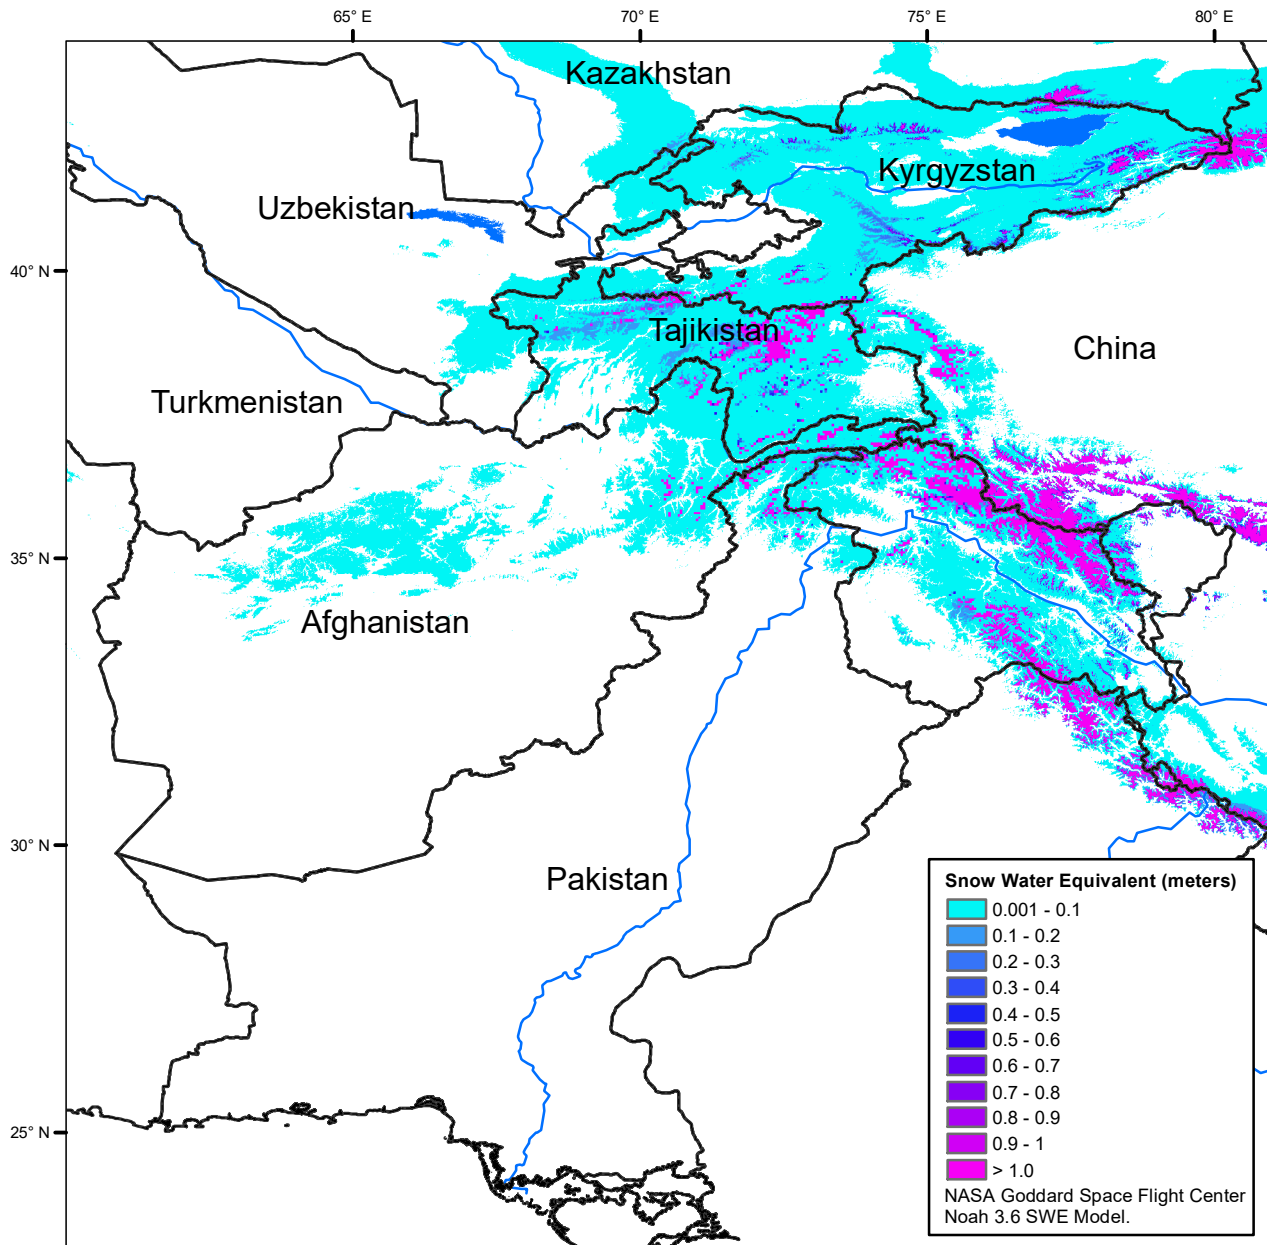 65° E
70° E
75° E
80° E
Kazakhstan
Kyrgyzstan
Uzbekistan
40° N
Tajikistan
China
Turkmenistan
35° N
Afghanistan
30° N
Pakistan
25° N
Snow Water Equivalent (meters)
0.001 - 0.1
0.1 - 0.2
0.2 - 0.3
0.3 - 0.4
0.4 - 0.5
0.5 - 0.6
0.6 - 0.7
0.7 - 0.8
0.8 - 0.9
0.9 - 1
> 1.0
NASA Goddard Space Flight Center
Noah 3.6 SWE Model.